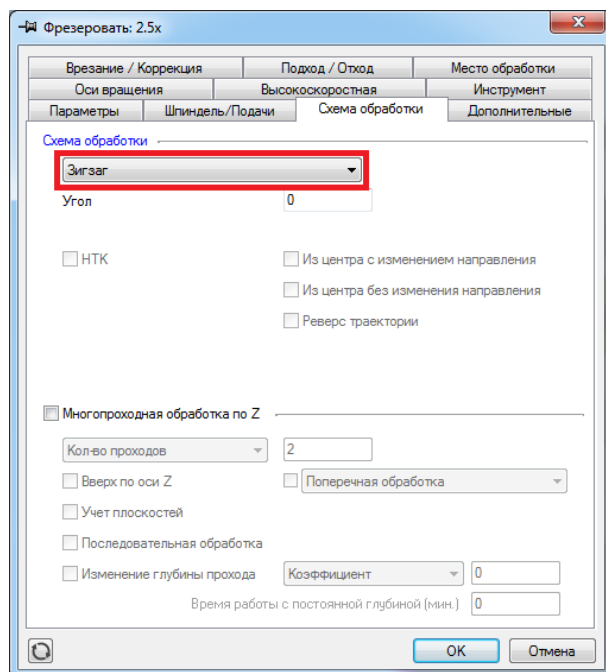 Фрезеровать: 2.5x
Врезание / Коррекция Подход / Отход Место обработки
Оси вращения Высокоскоростная Инструмент
Параметры Шпиндель/Подачи Схема обработки Дополнительные
Схема обработки
Зигзаг
Угол 0
НТК Из центра с изменением направления
Из центра без изменения направления
Реверс траектории
Многопроходная обработка по Z
Кол-во проходов 2
Вверх по оси Z Поперечная обработка
Учет плоскостей
Последовательная обработка
Изменение глубины прохода Коэффициент 0
Время работы с постоянной глубиной (мин.) 0
OK Отмена